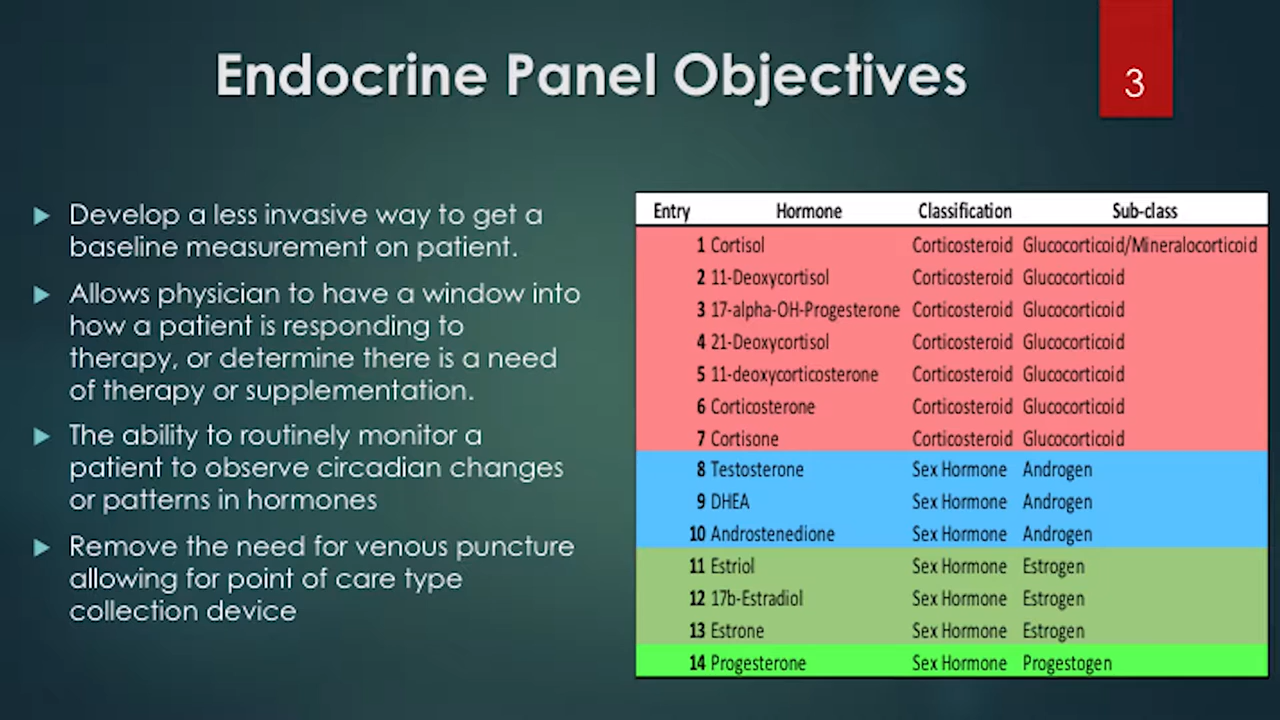 Endocrine Panel Objectives
3
▶ Develop a less invasive way to get a
baseline measurement on patient.
▶ Allows physician to have a window into
how a patient is responding to
therapy, or determine there is a need
of therapy or supplementation.
▶ The ability to routinely monitor a
patient to observe circadian changes
or patterns in hormones
▶ Remove the need for venous puncture
allowing for point of care type
collection device
Entry Hormone Classification Sub-class
1 Cortisol Corticosteroid Glucocorticoid/Mineralocorticoid
2 11-Deoxycortisol Corticosteroid Glucocorticoid
3 17-alpha-OH-Progesterone Corticosteroid Glucocorticoid
4 21-Deoxycortisol Corticosteroid Glucocorticoid
5 11-deoxycorticosterone Corticosteroid Glucocorticoid
6 Corticosterone Corticosteroid Glucocorticoid
7 Cortisone Corticosteroid Glucocorticoid
8 Testosterone Sex Hormone Androgen
9 DHEA Sex Hormone Androgen
10 Androstenedione Sex Hormone Androgen
11 Estriol Sex Hormone Estrogen
12 17b-Estradiol Sex Hormone Estrogen
13 Estrone Sex Hormone Estrogen
14 Progesterone Sex Hormone Progestogen